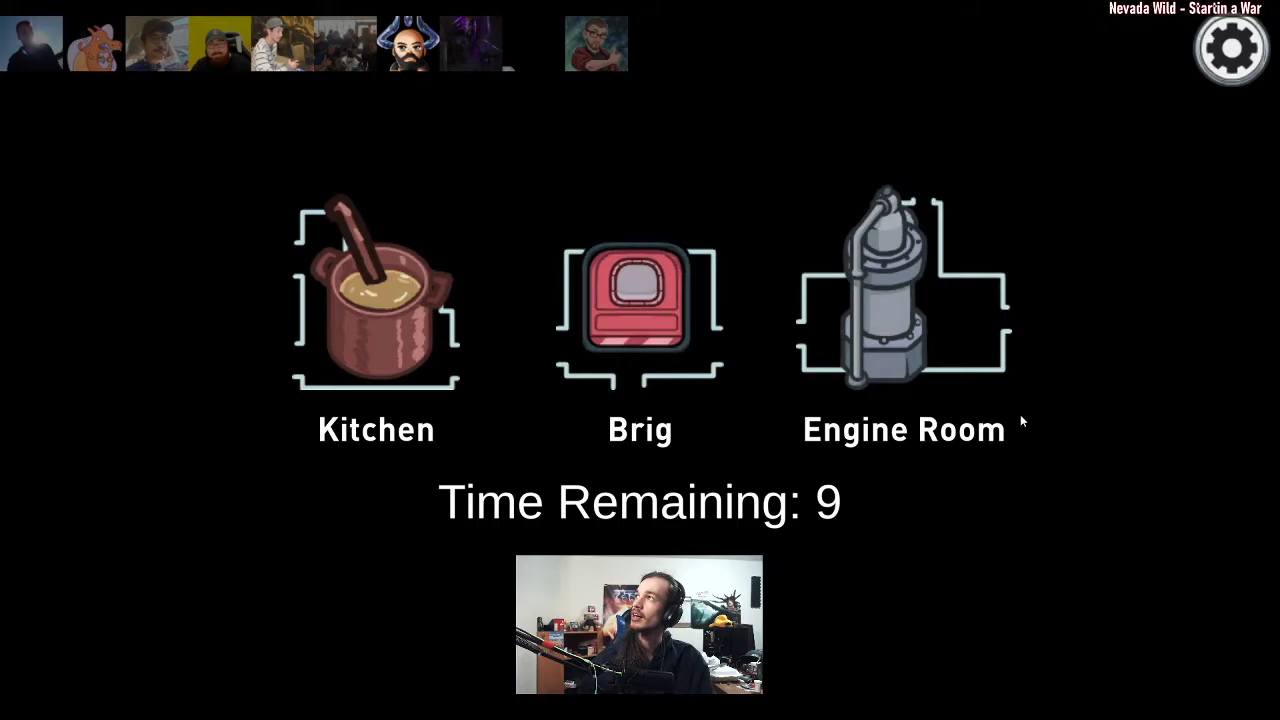 Nevada Wild - Startin a War
Kitchen
Brig
Engine Room
Time Remaining: 9